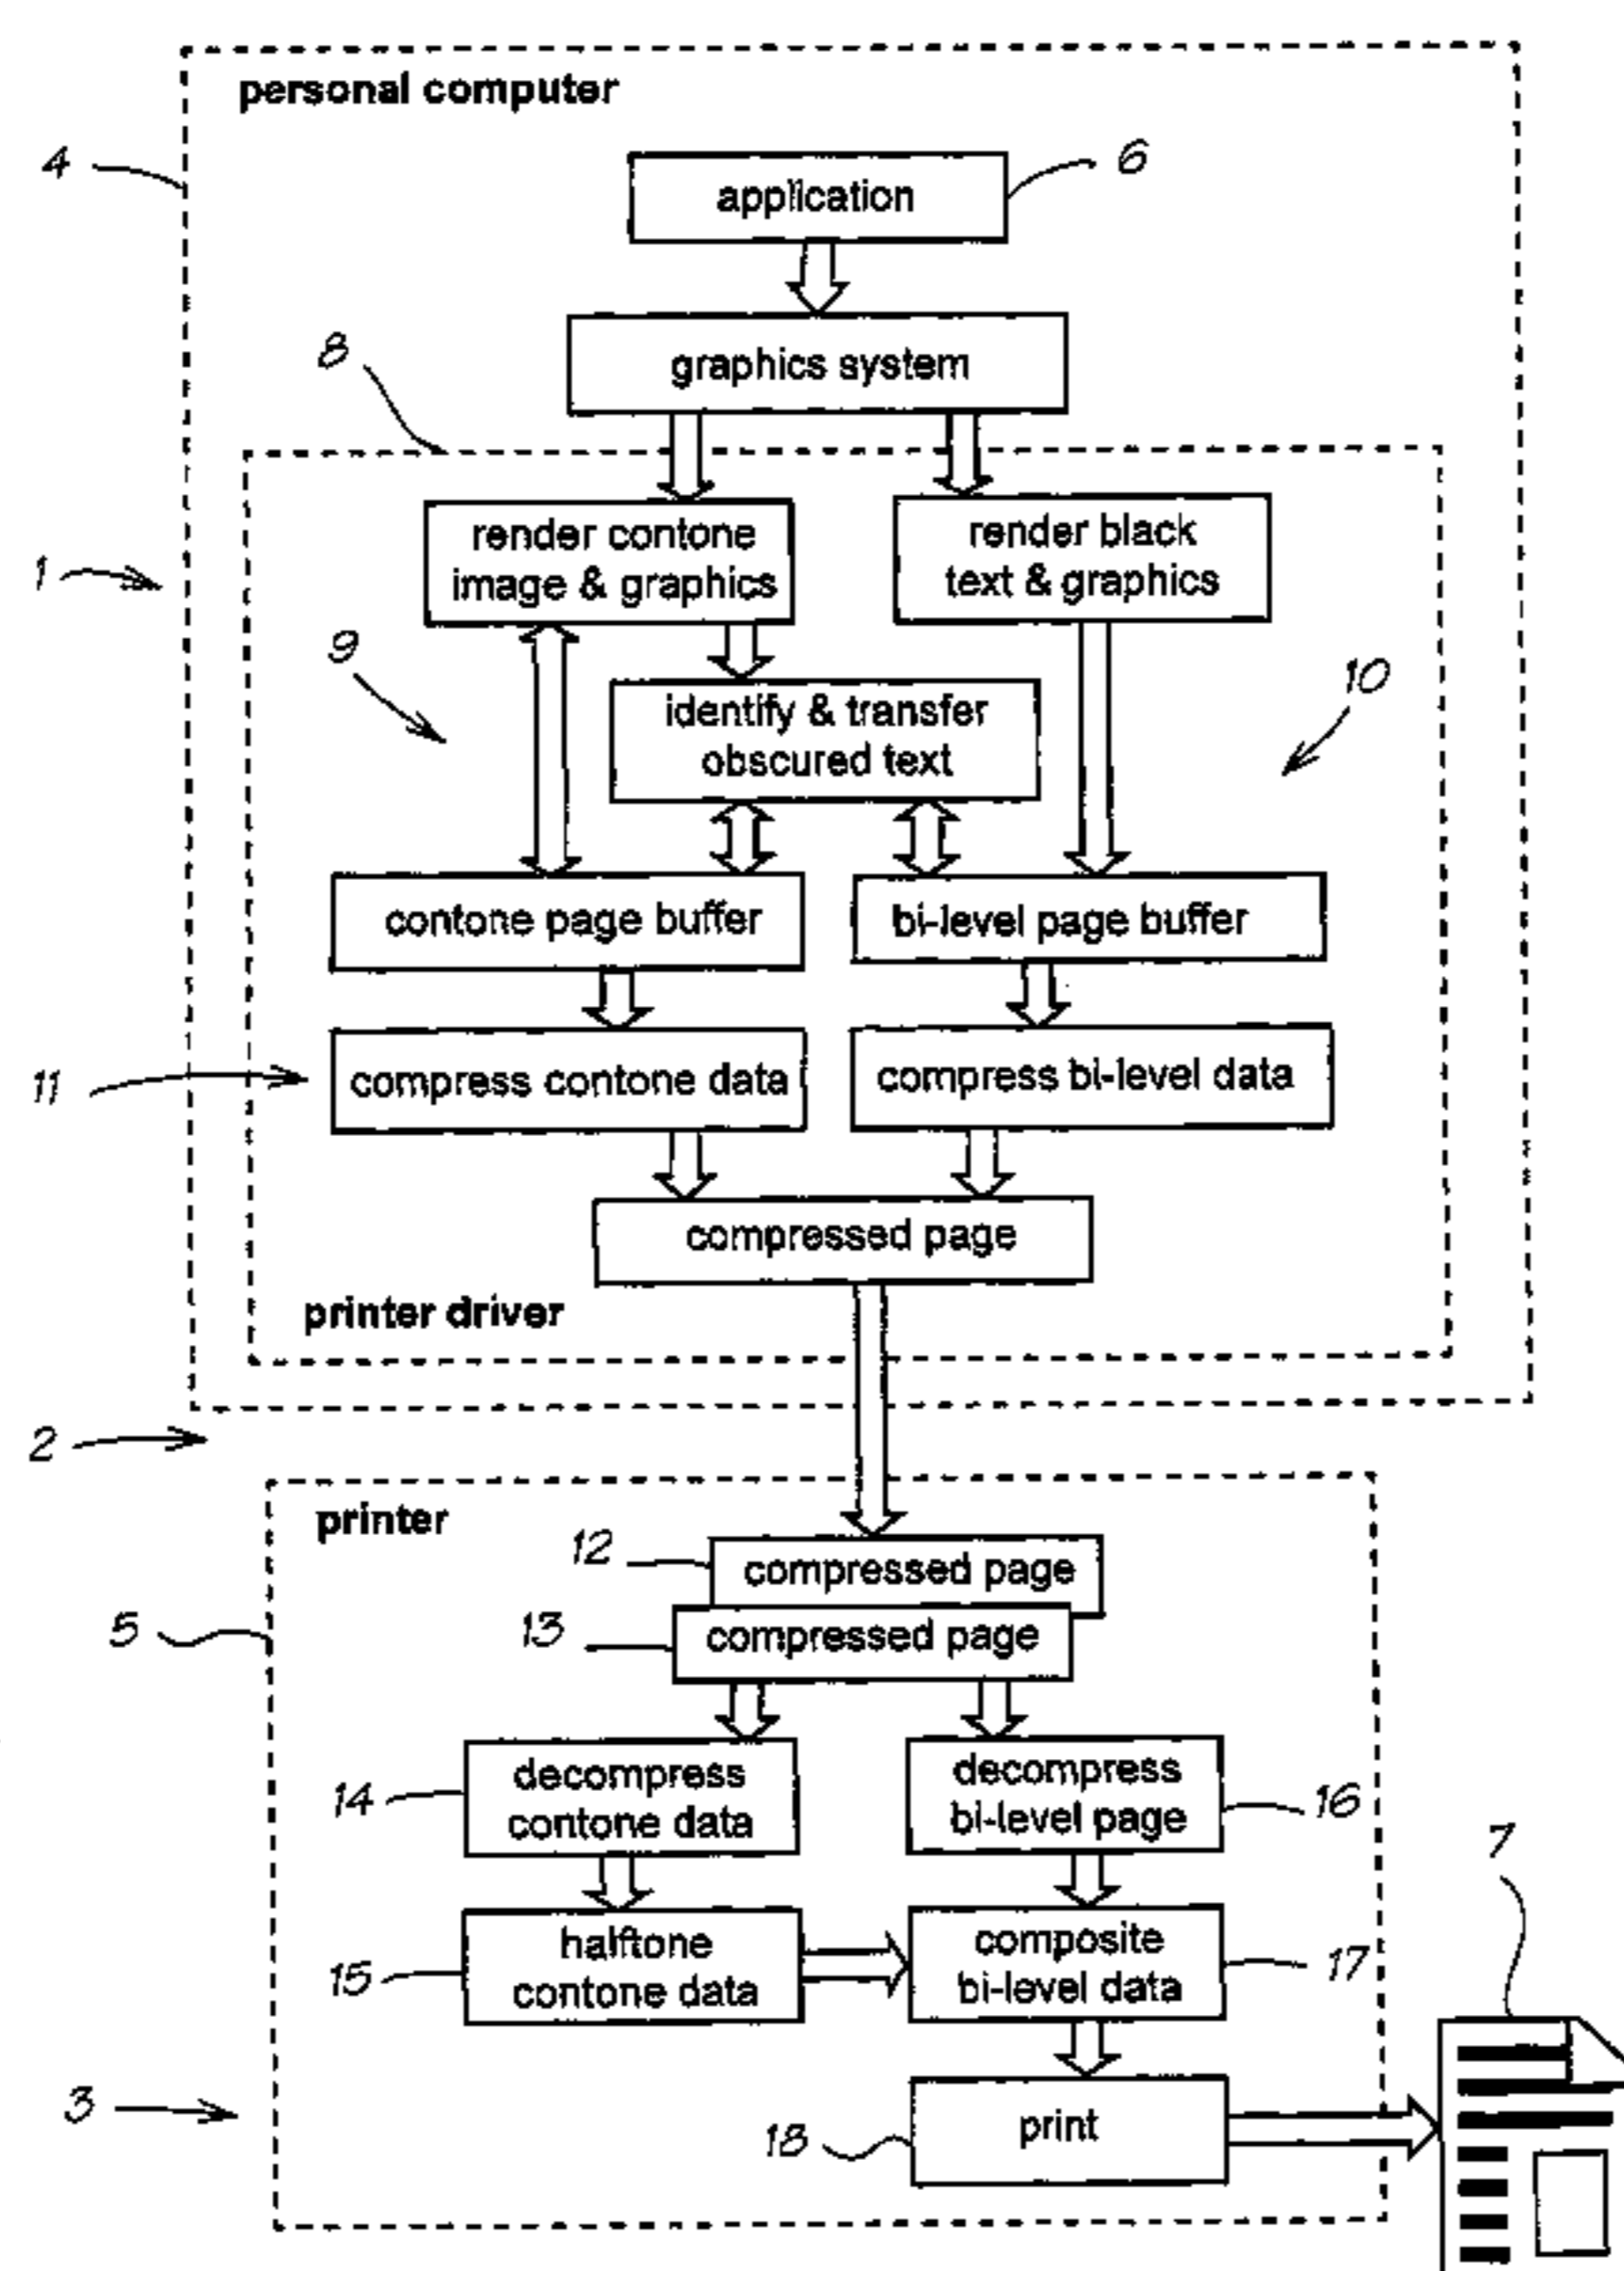 personal computer
4
6
application
8
graphics system
1
render contone
image & graphics
render black
text & graphics
9
10
identify & transfer
obscured text
contone page buffer
bi-level page buffer
11
compress contone data
compress bi-level data
compressed page
printer driver
2
printer
12
compressed page
5
13
compressed page
14
decompress
contone data
decompress
bi-level page
16
7
15
halftone
contone data
composite
bi-level data
17
3
18
print